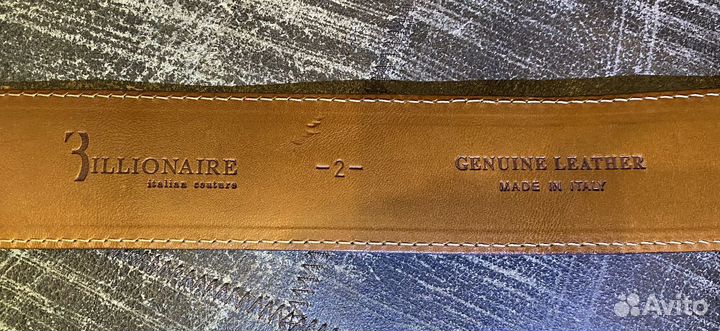 BILLIONAIRE
italian couture
-2-
GENUINE LEATHER
MADE IN ITALY
Avito